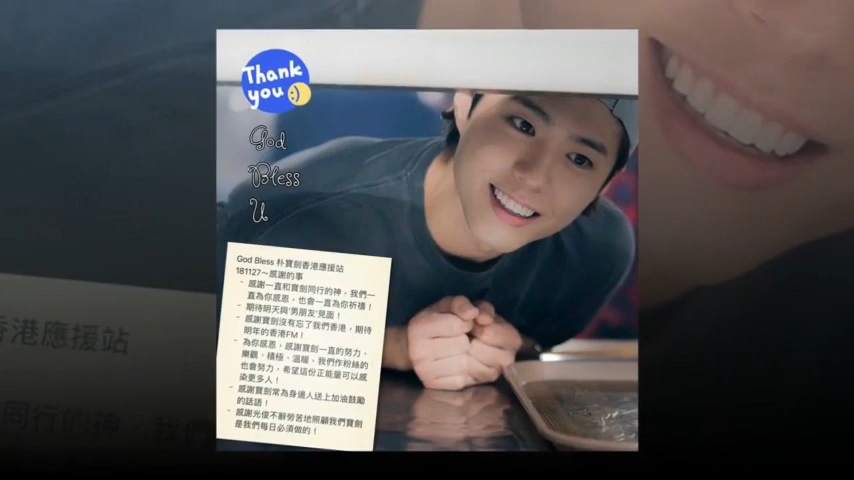 Thank
you
God
Bless
U
God Bless 朴寶劍香港應援站
181127～感謝的事
- 感謝一直和寶劍同行的神，我們一
直為你感恩，也會一直為你祈禱！
- 期待明天與‘男朋友’見面！
- 感謝寶劍沒有忘了我們香港，期待
明年的香港FM！
- 為你感恩，感謝寶劍一直的努力、
樂觀、積極、溫暖，我們作粉絲的
也會努力，希望這份正能量可以感
染更多人！
- 感謝寶劍常為身邊人送上加油鼓勵
的話語！
- 感謝光俊不辭勞苦地照顧我們寶劍
是我們每日必須做的！
香港應援站
同行的神，我們